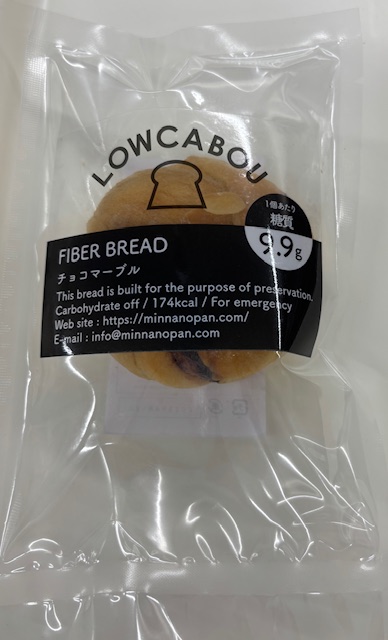 LOWCABOU
1個あたり
糖質
9.9g
FIBER BREAD
チョコマーブル
This bread is built for the purpose of preservation.
Carbohydrate off / 174kcal / For emergency
Web site : https://minnanopan.com/
E-mail : info@minnanopan.com